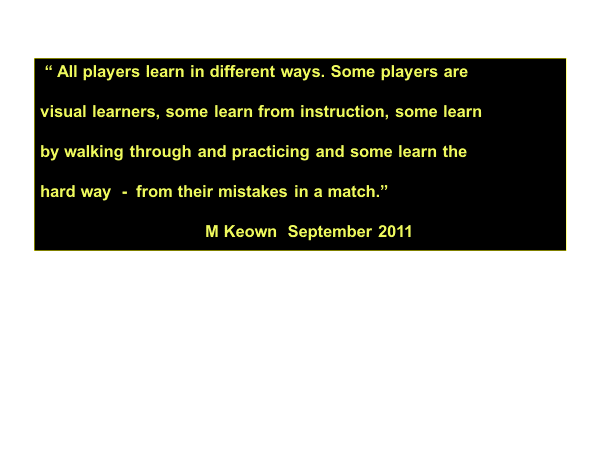 “ All players learn in different ways. Some players are
visual learners, some learn from instruction, some learn
by walking through and practicing and some learn the
hard way - from their mistakes in a match.”
M Keown September 2011